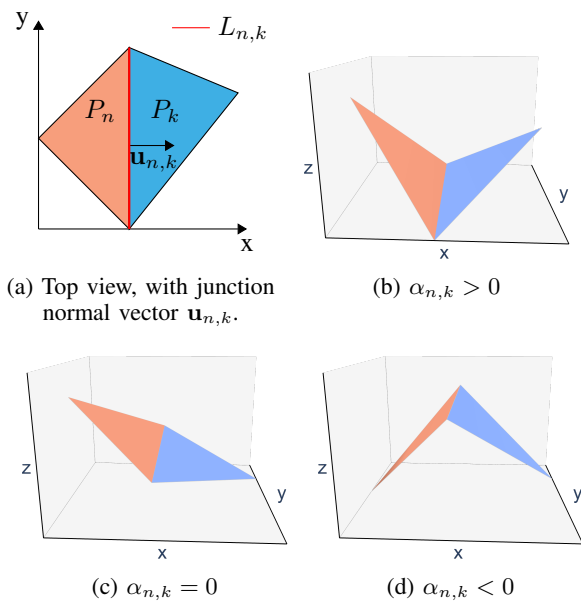 y
L_{n,k}
P_n P_k
u_{n,k}
x
(a) Top view, with junction
normal vector u_{n,k}.
z
y
x
(b) α_{n,k} > 0
z
y
x
(c) α_{n,k} = 0
z
y
x
(d) α_{n,k} < 0